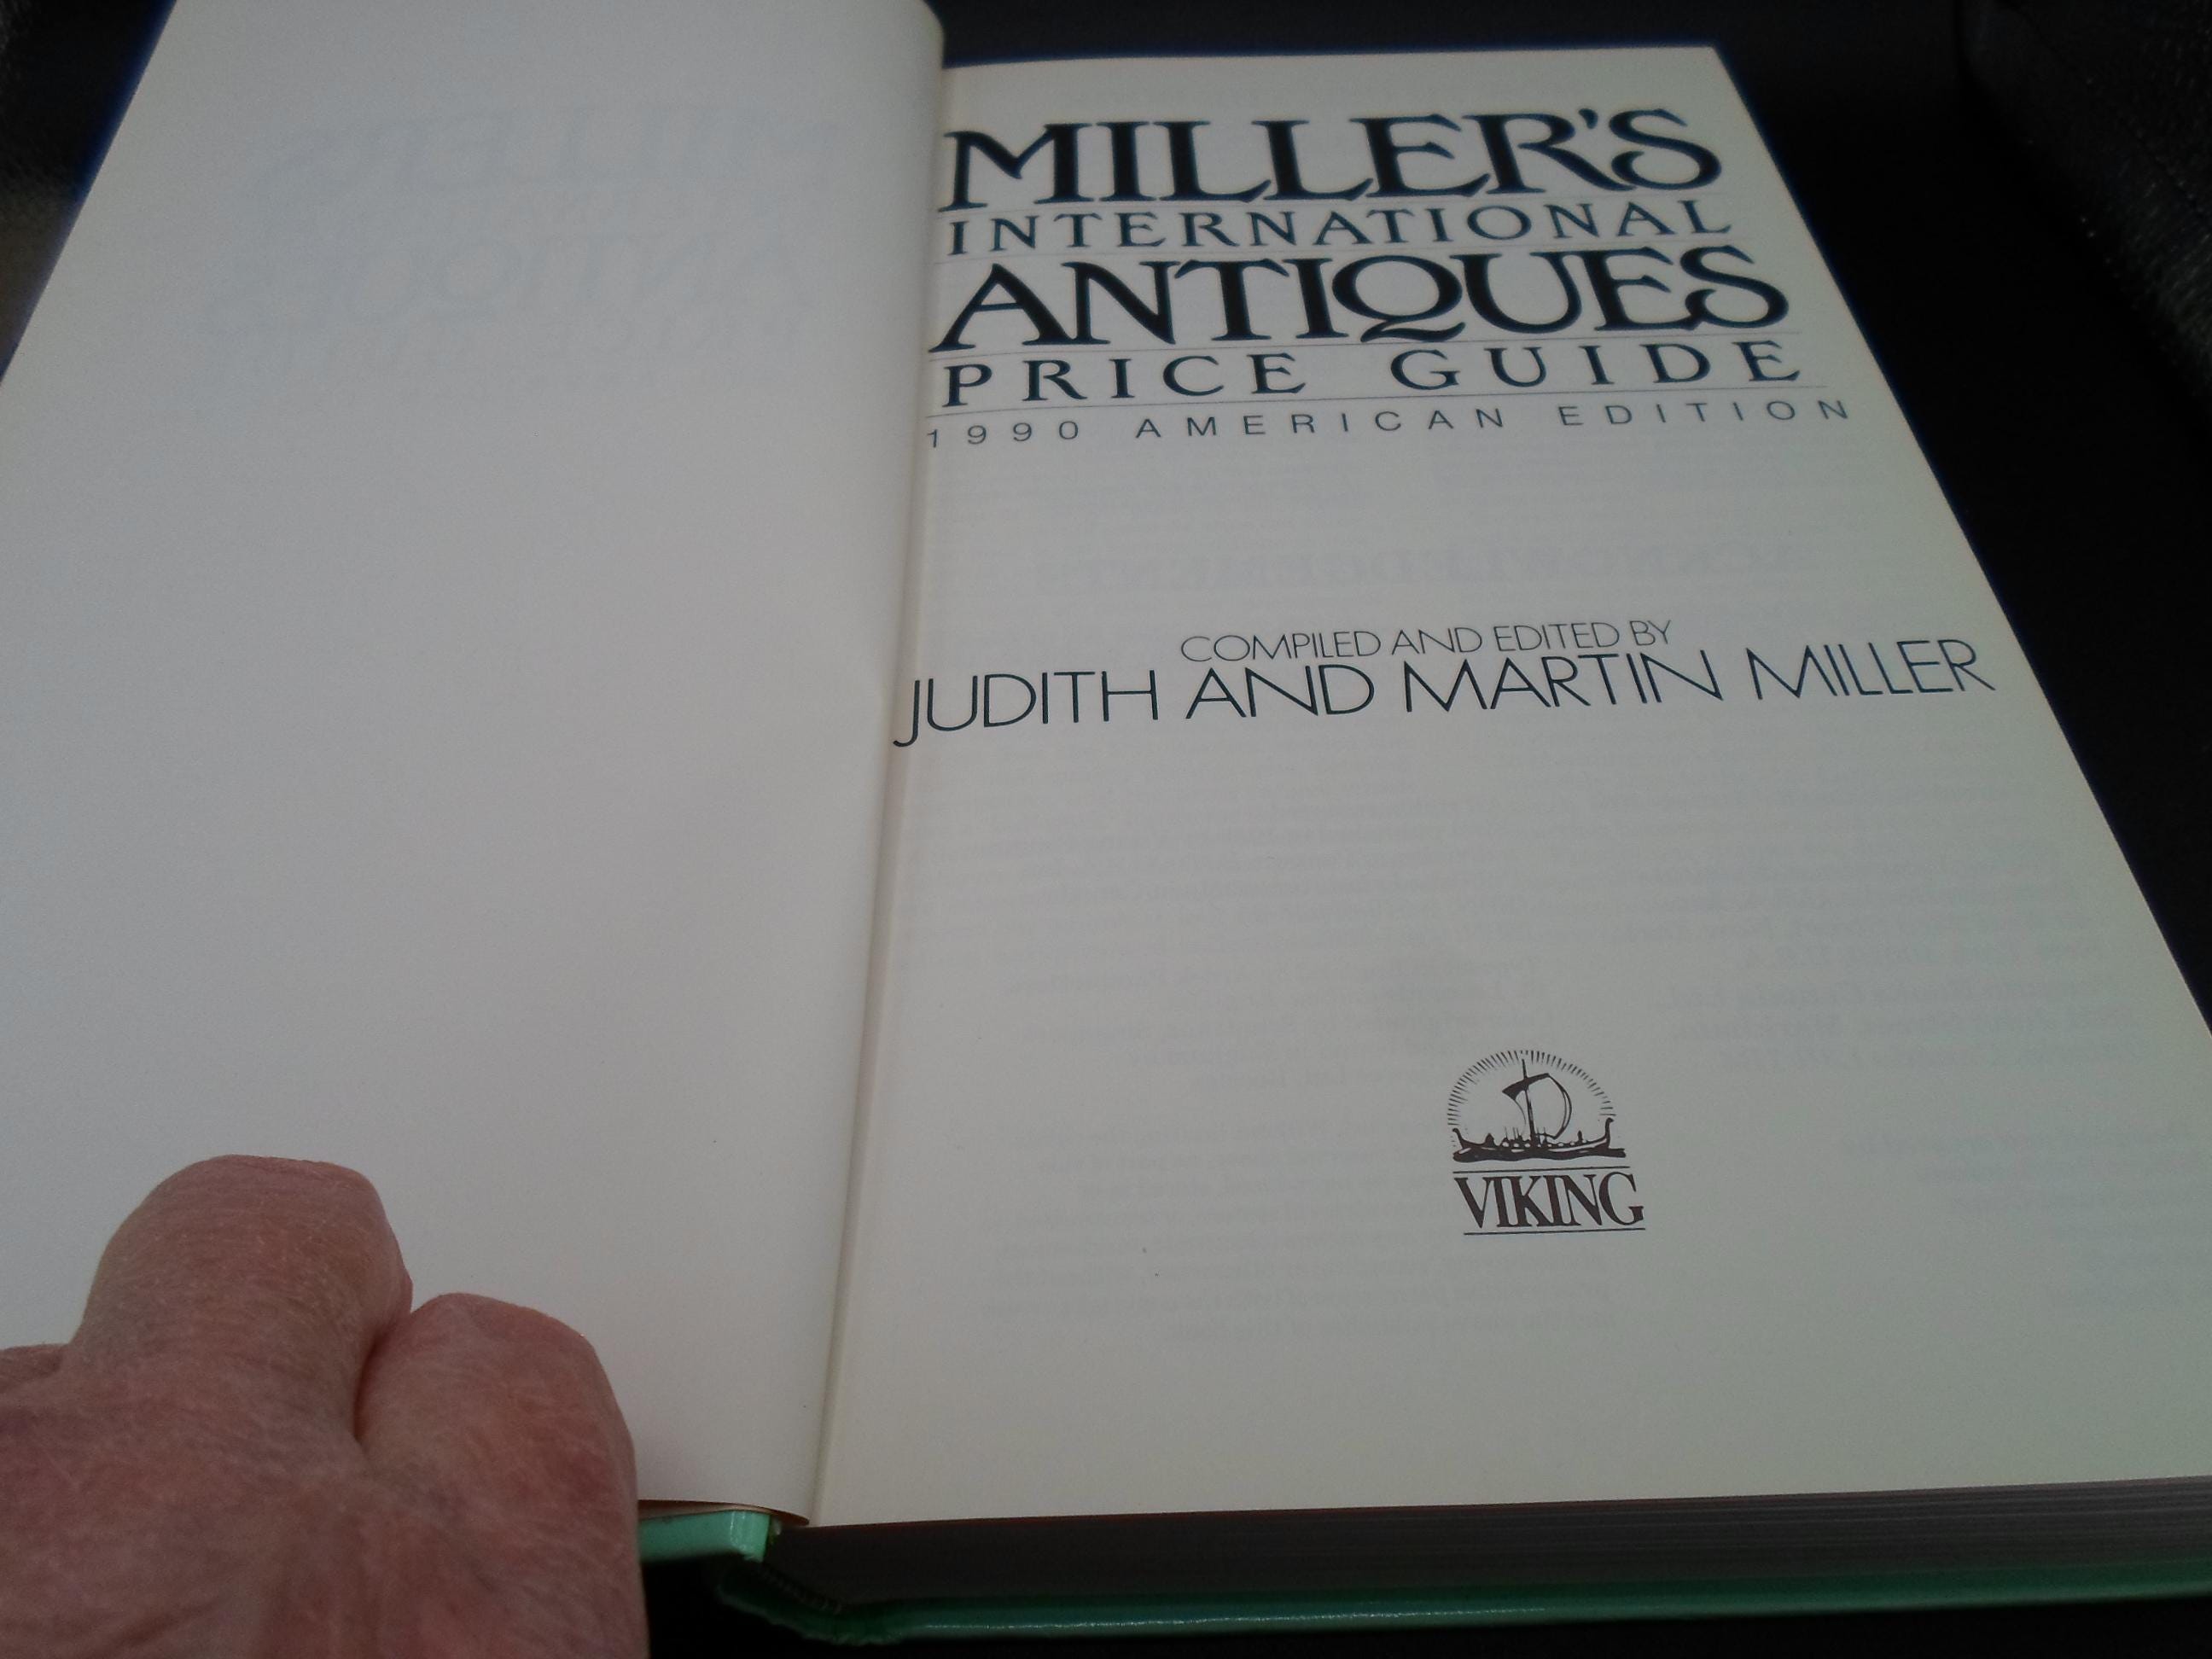 MILLER'S
INTERNATIONAL
ANTIQUES
PRICE GUIDE
1990 AMERICAN EDITION
COMPILED AND EDITED BY
JUDITH AND MARTIN MILLER
VIKING